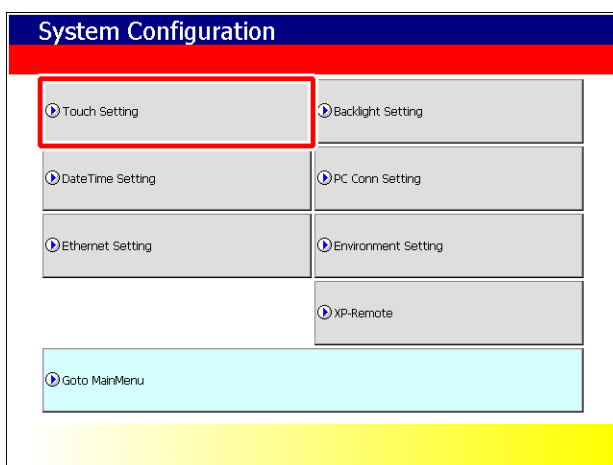 System Configuration
Touch Setting
Backlight Setting
DateTime Setting
PC Conn Setting
Ethernet Setting
Environment Setting
XP-Remote
Goto MainMenu